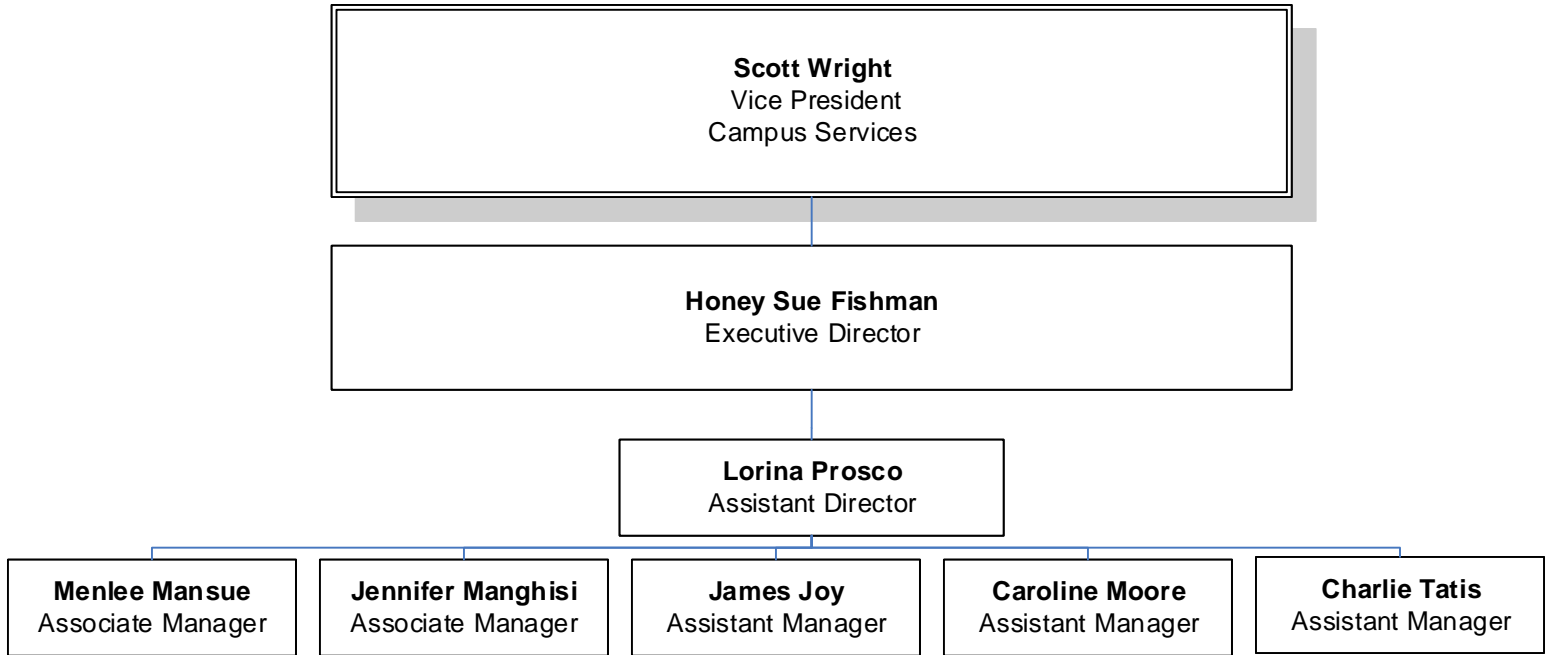 Scott Wright
Vice President
Campus Services
Honey Sue Fishman
Executive Director
Lorina Prosco
Assistant Director
Menlee Mansue
Associate Manager
Jennifer Manghisi
Associate Manager
James Joy
Assistant Manager
Caroline Moore
Assistant Manager
Charlie Tatis
Assistant Manager